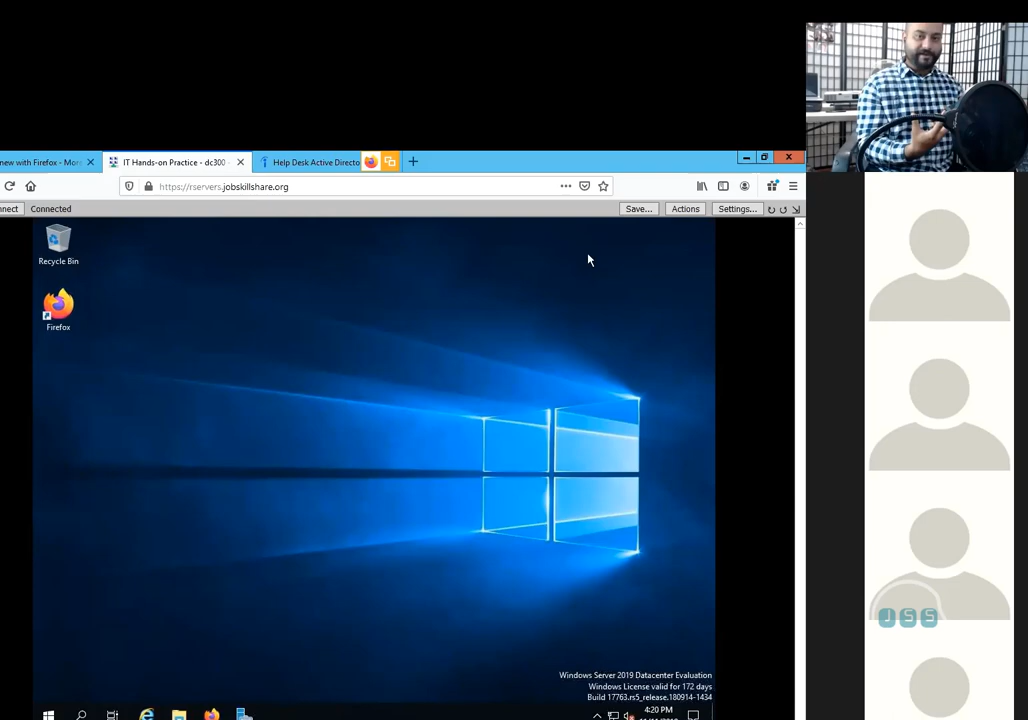 new with Firefox - More
IT Hands-on Practice - dc300
Help Desk Active Directo
https://rservers.jobskillshare.org
nect
Connected
Save...
Actions
Settings...
Recycle Bin
Firefox
JSS
Windows Server 2019 Datacenter Evaluation
Windows License valid for 172 days
Build 17763.rs5_release.180914-1434
4:20 PM